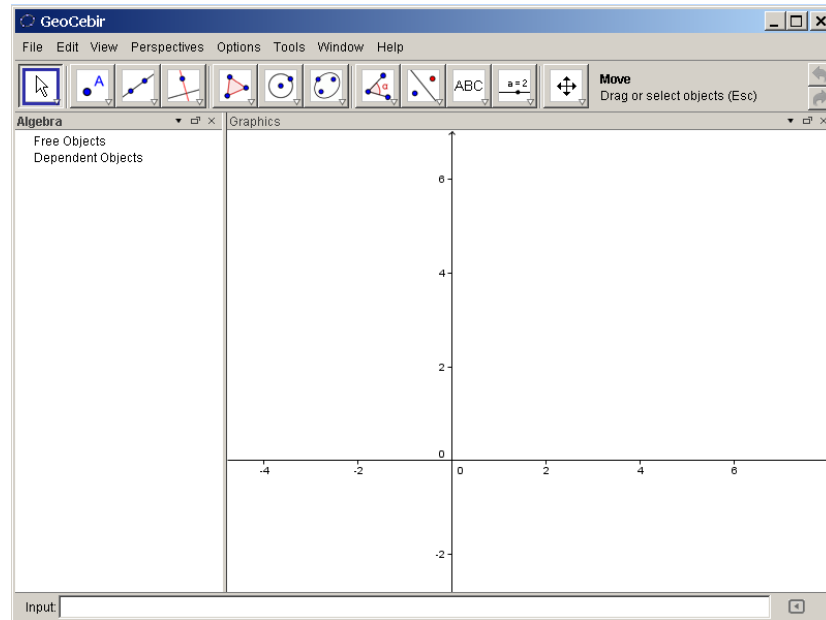 GeoCebir
File Edit View Perspectives Options Tools Window Help
A
α
ABC
a=2
Move
Drag or select objects (Esc)
Algebra
Graphics
Free Objects
Dependent Objects
6
4
2
0
-4 -2 0 2 4 6
-2
Input: